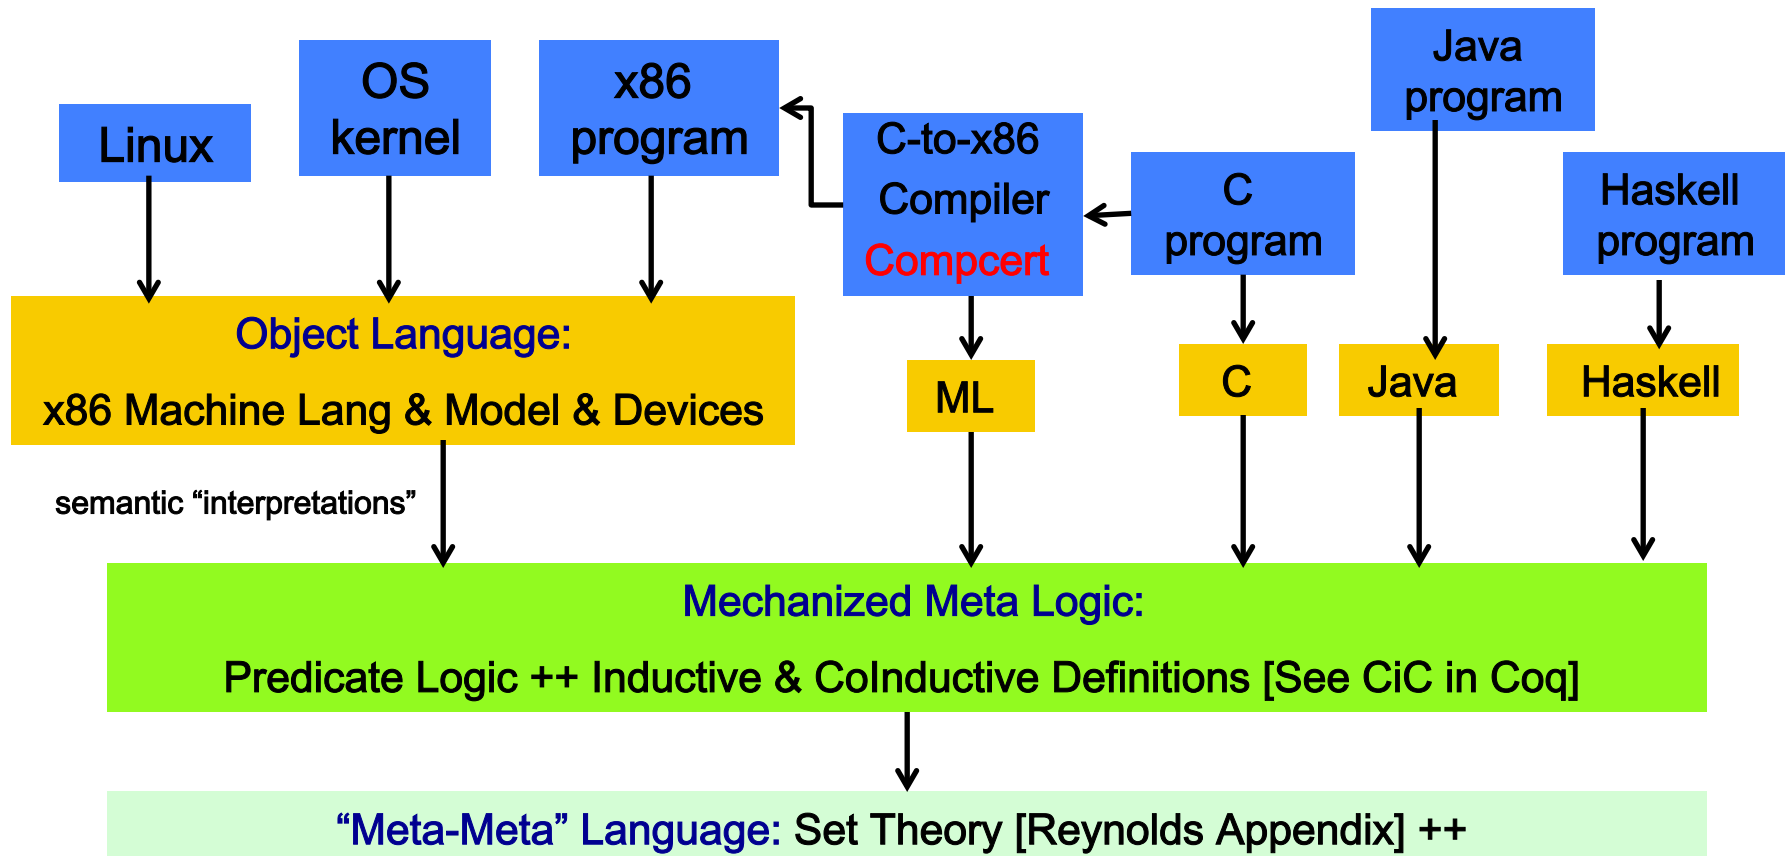 Linux
OS
kernel
x86
program
C-to-x86
Compiler
Compcert
C
program
Java
program
Haskell
program
Object Language:
x86 Machine Lang & Model & Devices
ML
C
Java
Haskell
semantic “interpretations”
Mechanized Meta Logic:
Predicate Logic ++ Inductive & CoInductive Definitions [See CiC in Coq]
“Meta-Meta” Language: Set Theory [Reynolds Appendix] ++